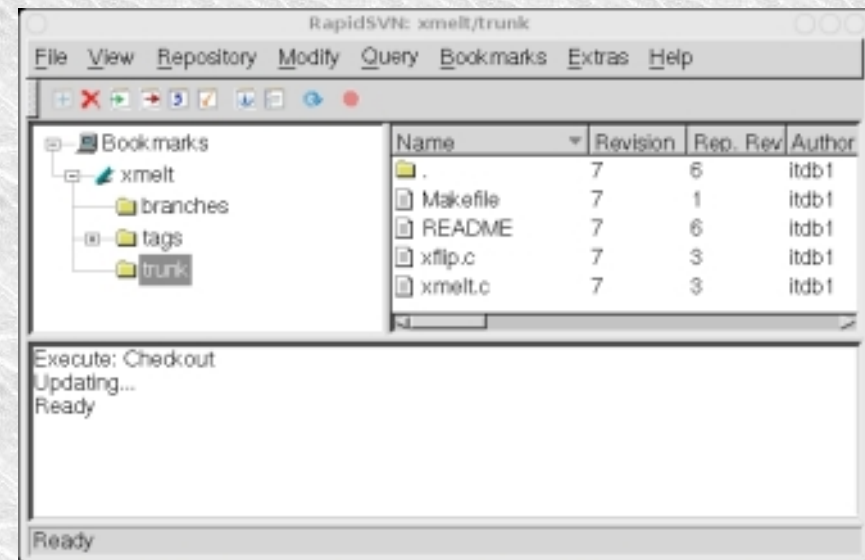 RapidSVN: xmelt/trunk
File View Repository Modify Query Bookmarks Extras Help
Bookmarks
xmelt
branches
tags
trunk
Name Revision Rep. Rev Author
. 7 6 itdb1
Makefile 7 1 itdb1
README 7 6 itdb1
xflip.c 7 3 itdb1
xmelt.c 7 3 itdb1
Execute: Checkout
Updating...
Ready
Ready